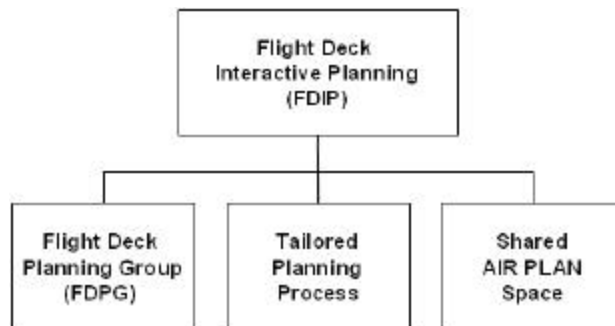 Flight Deck
Interactive Planning
(FDIP)
Flight Deck
Planning Group
(FDPG)
Tailored
Planning
Process
Shared
AIR PLAN
Space